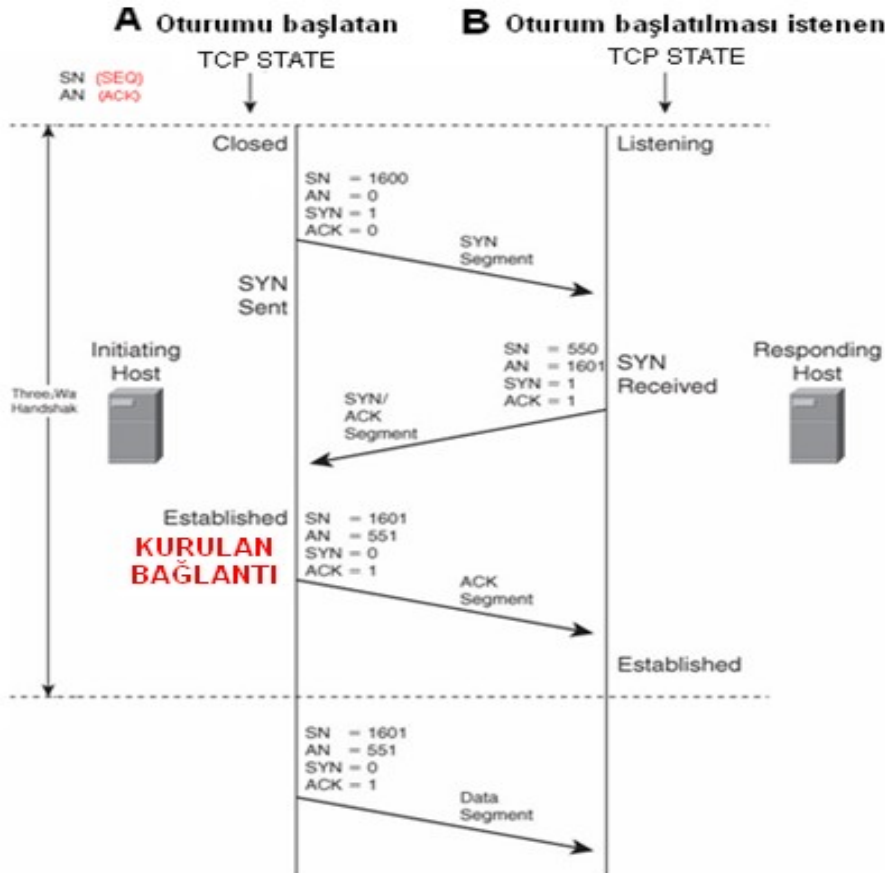 A Oturumu başlatan
B Oturum başlatılması istenen
TCP STATE
TCP STATE
SN (SEQ)
AN (ACK)
Closed
Listening
SN = 1600
AN = 0
SYN = 1
ACK = 0
SYN
Segment
SYN
Sent
SN = 550
AN = 1601
SYN = 1
ACK = 1
SYN
Received
Initiating
Host
Responding
Host
Three,Wa
Handshak
SYN/
ACK
Segment
Established
KURULAN
BAĞLANTI
SN = 1601
AN = 551
SYN = 0
ACK = 1
ACK
Segment
Established
SN = 1601
AN = 551
SYN = 0
ACK = 1
Data
Segment